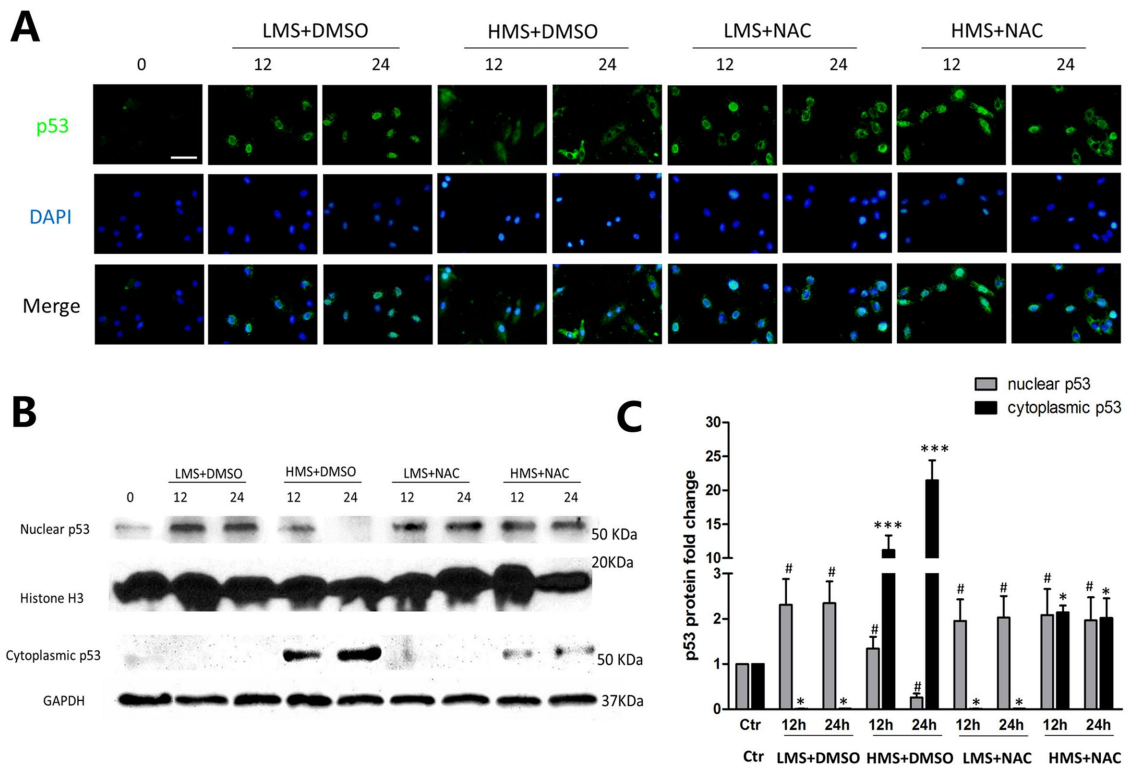 A
LMS+DMSO HMS+DMSO LMS+NAC HMS+NAC
0 12 24 12 24 12 24 12 24
p53
DAPI
Merge
B
LMS+DMSO HMS+DMSO LMS+NAC HMS+NAC
0 12 24 12 24 12 24 12 24
Nuclear p53 50 KDa
20KDa
Histone H3
Cytoplasmic p53 50 KDa
GAPDH 37KDa
C
nuclear p53
cytoplasmic p53
p53 protein fold change
30
25
20
15
10
3
2
1
0
# * # * # *** # *** # * # * # * # *
Ctr 12h 24h 12h 24h 12h 24h 12h 24h
Ctr LMS+DMSO HMS+DMSO LMS+NAC HMS+NAC